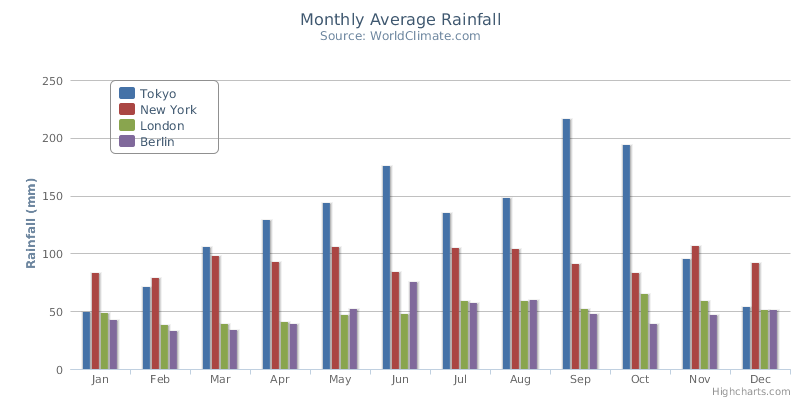 Monthly Average Rainfall
Source: WorldClimate.com
Rainfall (mm)
250
200
150
100
50
0
Tokyo
New York
London
Berlin
Jan Feb Mar Apr May Jun Jul Aug Sep Oct Nov Dec
Highcharts.com